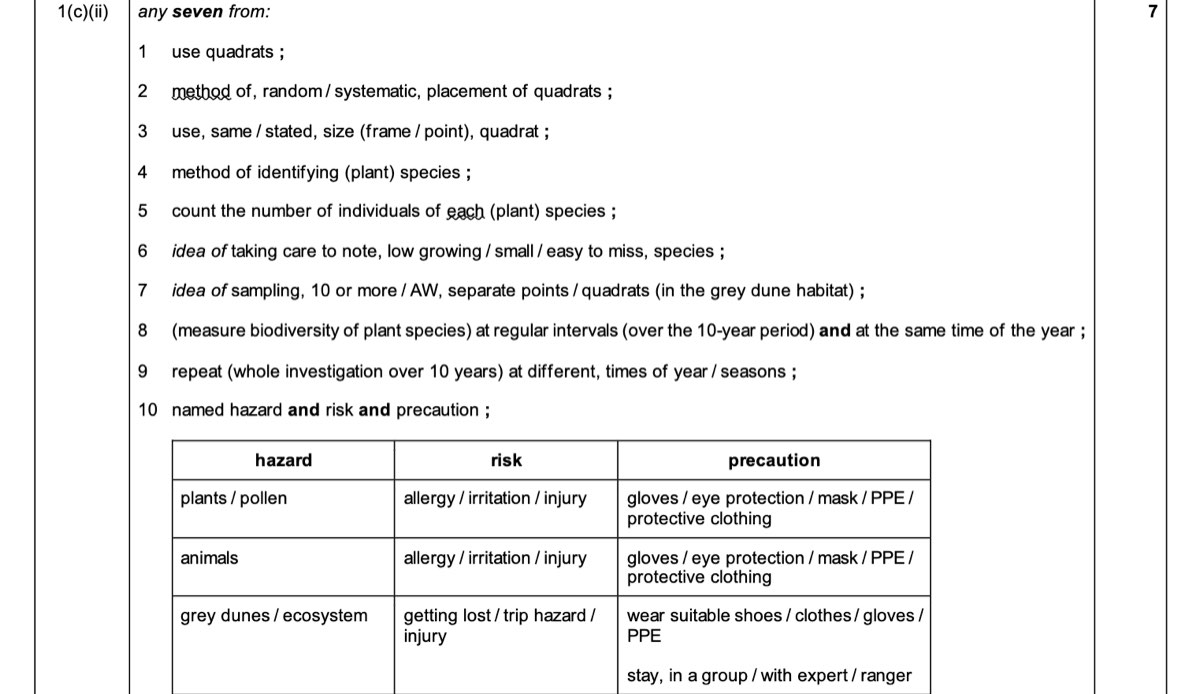 1(c)(ii) any seven from: 7
1 use quadrats ;
2 method of, random / systematic, placement of quadrats ;
3 use, same / stated, size (frame / point), quadrat ;
4 method of identifying (plant) species ;
5 count the number of individuals of each (plant) species ;
6 idea of taking care to note, low growing / small / easy to miss, species ;
7 idea of sampling, 10 or more / AW, separate points / quadrats (in the grey dune habitat) ;
8 (measure biodiversity of plant species) at regular intervals (over the 10-year period) and at the same time of the year ;
9 repeat (whole investigation over 10 years) at different, times of year / seasons ;
10 named hazard and risk and precaution ;
hazard risk precaution
plants / pollen allergy / irritation / injury gloves / eye protection / mask / PPE /
protective clothing
animals allergy / irritation / injury gloves / eye protection / mask / PPE /
protective clothing
grey dunes / ecosystem getting lost / trip hazard / wear suitable shoes / clothes / gloves /
injury PPE
stay, in a group / with expert / ranger